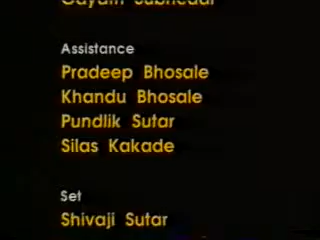 Assistance
Pradeep Bhosale
Khandu Bhosale
Pundlik Sutar
Silas Kakade
Set
Shivaji Sutar